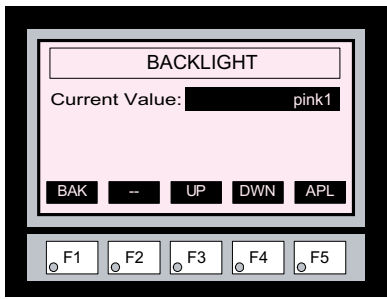 BACKLIGHT
Current Value: pink1
BAK -- UP DWN APL
F1 F2 F3 F4 F5